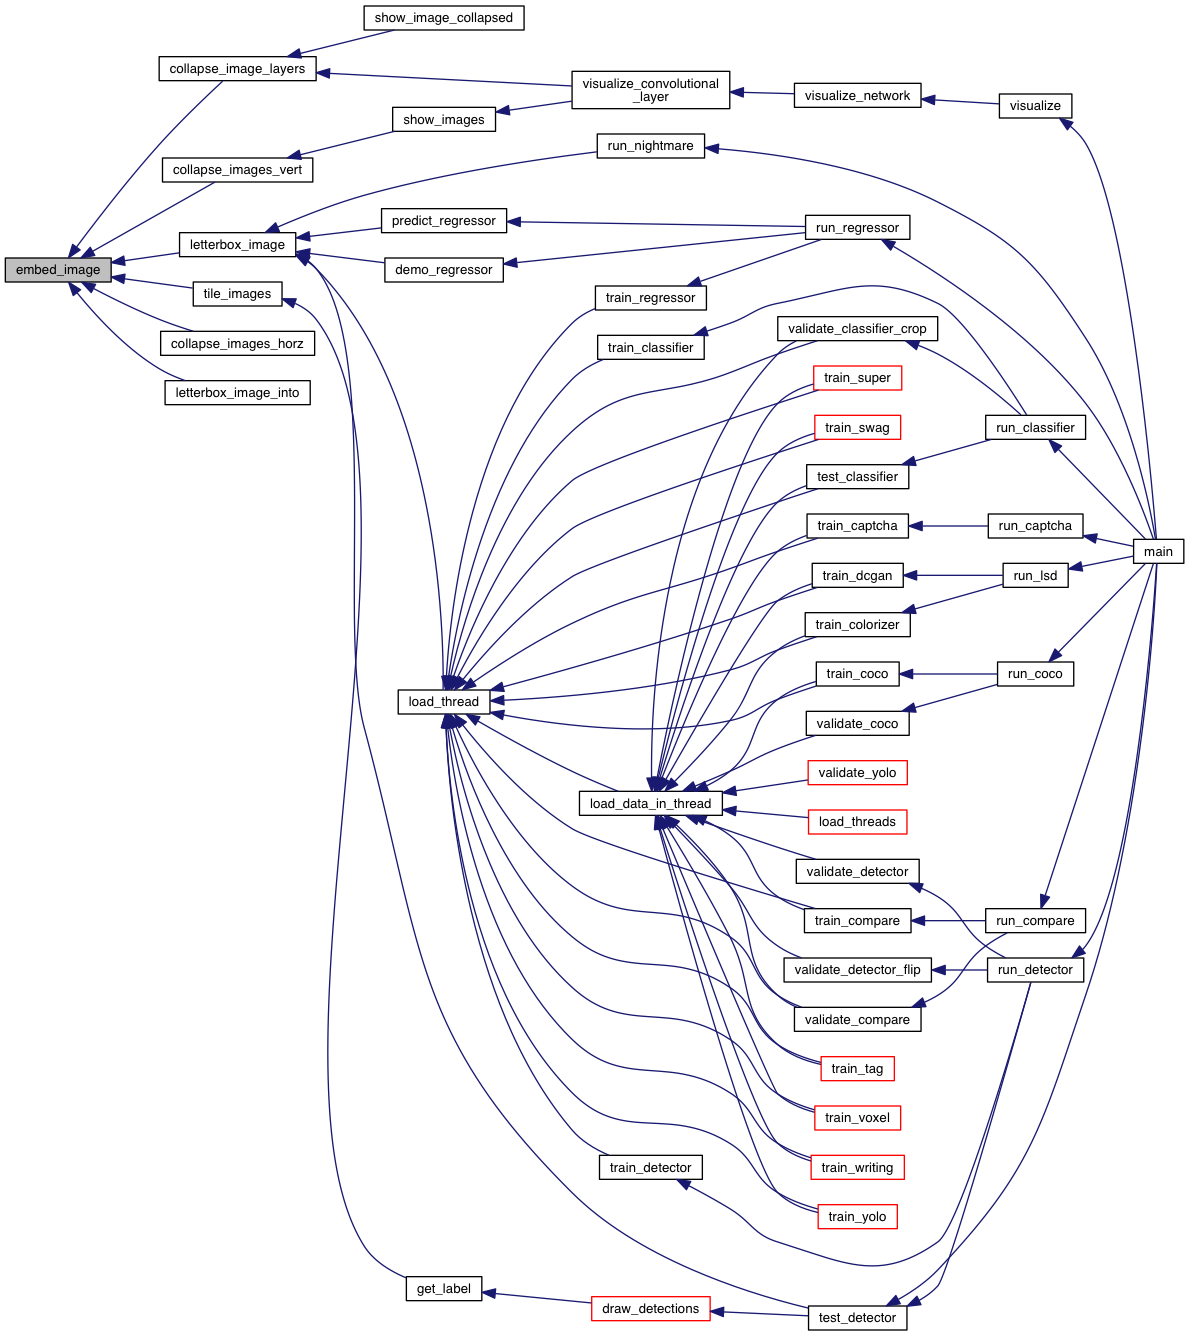 show_image_collapsed
collapse_image_layers
visualize_convolutional
_layer
visualize_network
visualize
show_images
run_nightmare
collapse_images_vert
predict_regressor
run_regressor
letterbox_image
embed_image
demo_regressor
tile_images
train_regressor
validate_classifier_crop
collapse_images_horz
train_classifier
train_super
letterbox_image_into
train_swag
run_classifier
test_classifier
train_captcha
run_captcha
main
train_dcgan
run_lsd
train_colorizer
train_coco
run_coco
load_thread
validate_coco
validate_yolo
load_data_in_thread
load_threads
validate_detector
train_compare
run_compare
validate_detector_flip
run_detector
validate_compare
train_tag
train_voxel
train_detector
train_writing
train_yolo
get_label
draw_detections
test_detector